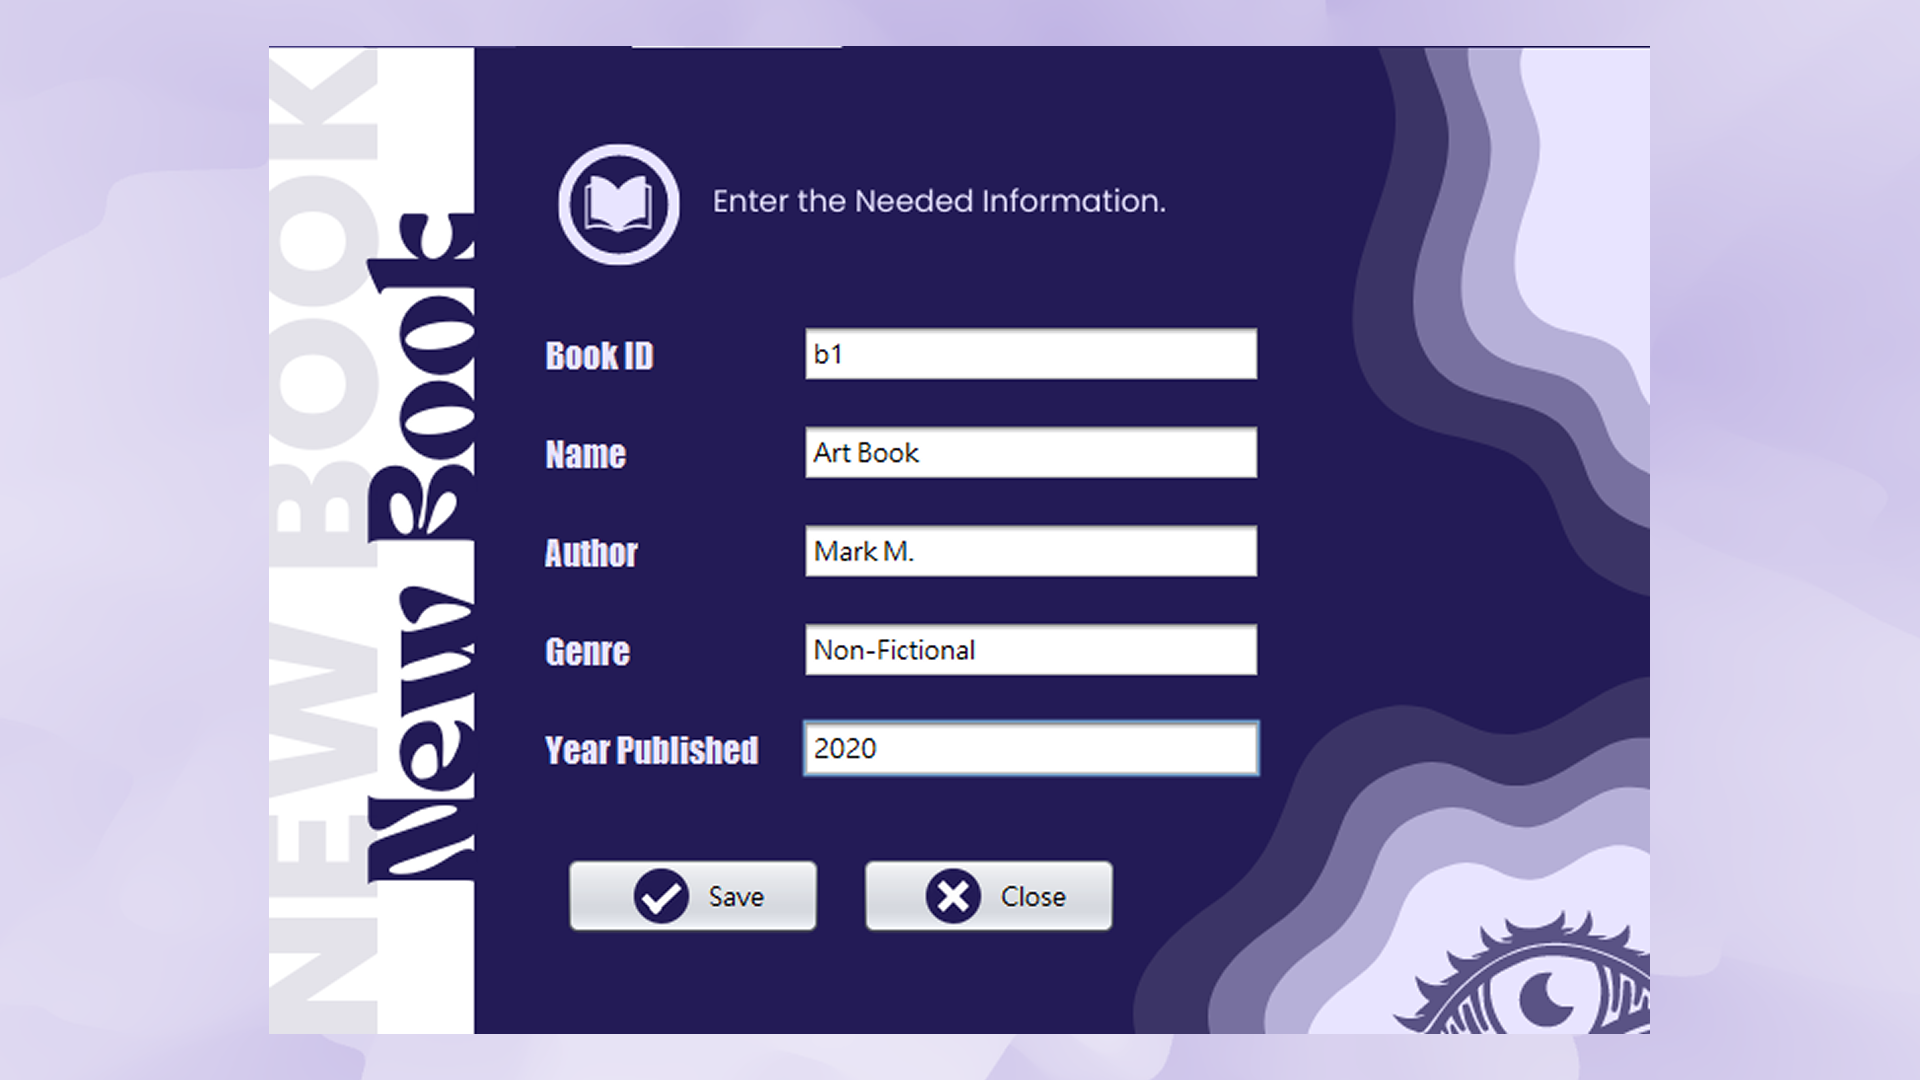 NEW BOOK
New Book
Enter the Needed Information.
Book ID b1
Name Art Book
Author Mark M.
Genre Non-Fictional
Year Published 2020
Save Close